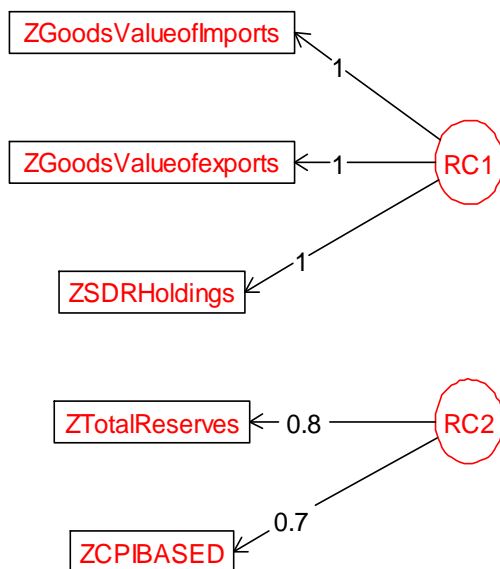 ZGoodsValueofImports
1
ZGoodsValueofexports
1
RC1
1
ZSDRHoldings
ZTotalReserves
0.8
RC2
0.7
ZCPIBASED